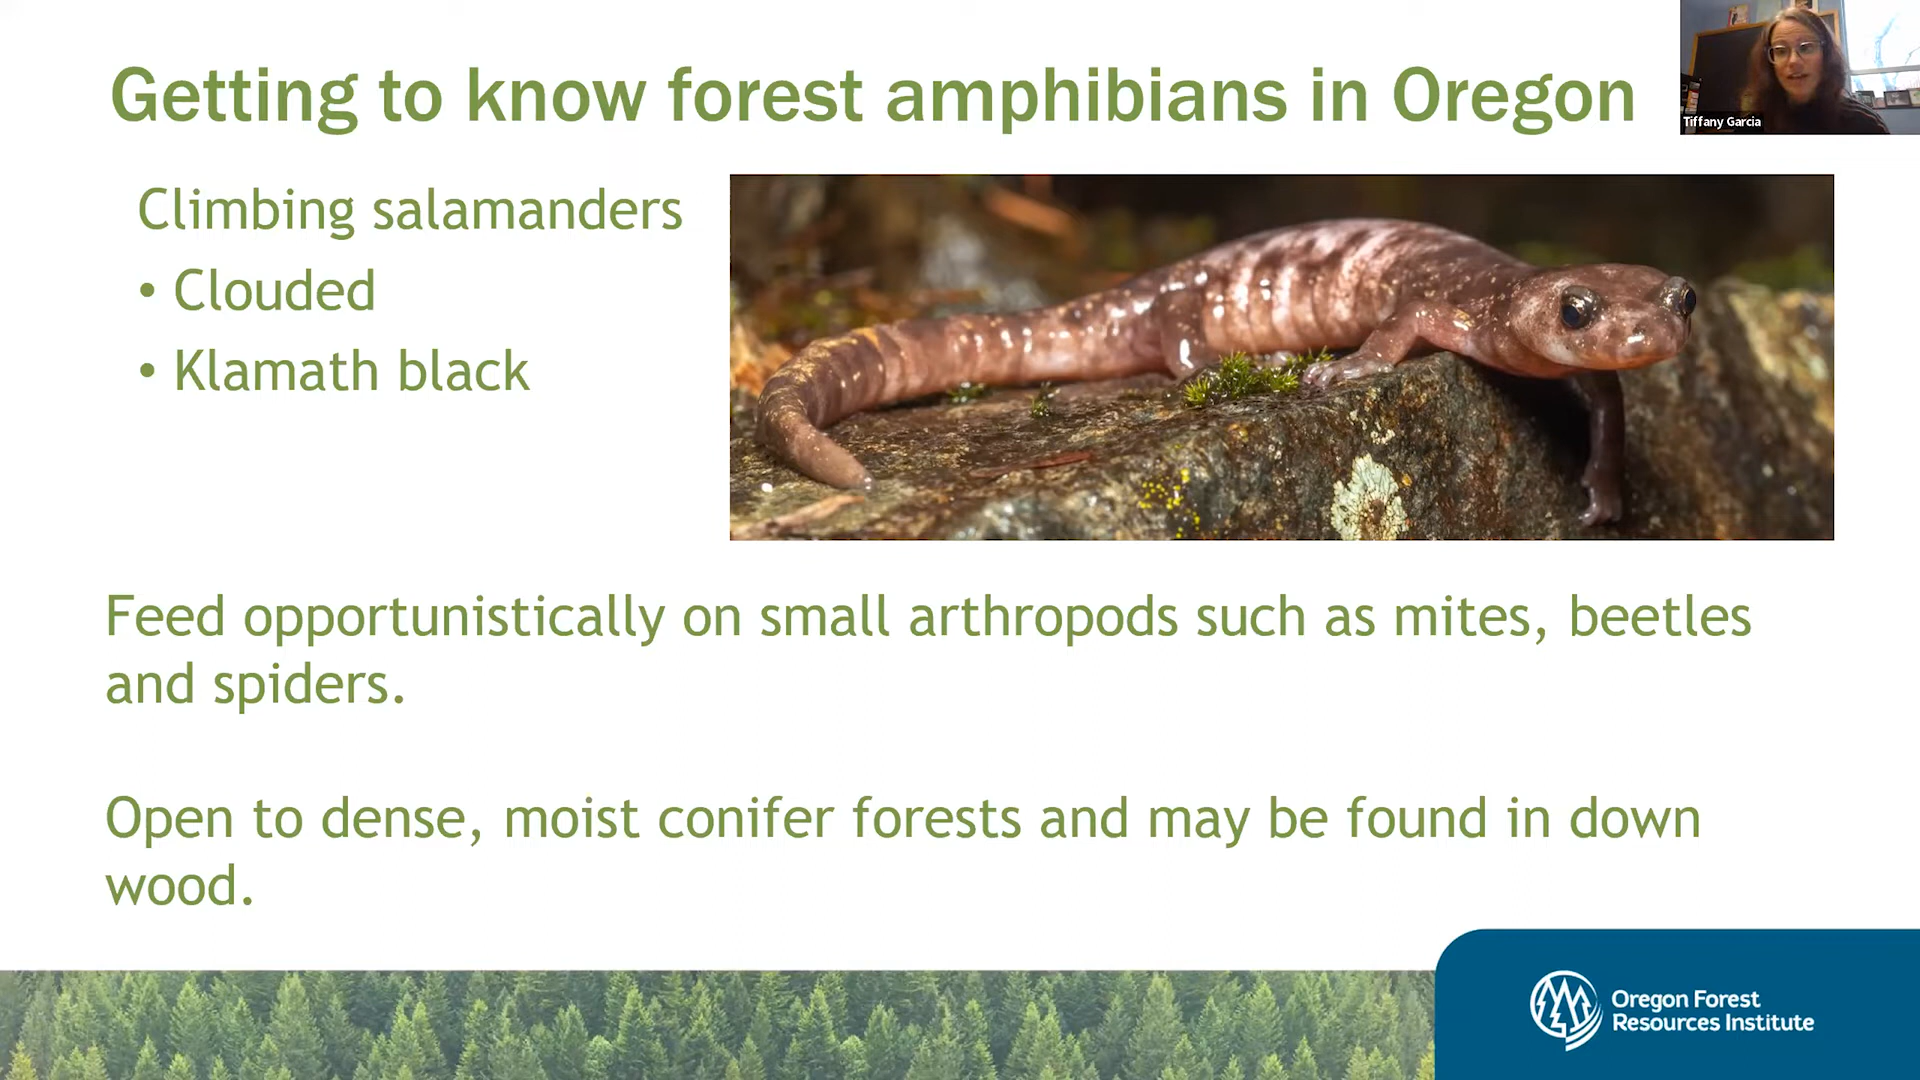 Getting to know forest amphibians in Oregon
Tiffany Garcia
Climbing salamanders
• Clouded
• Klamath black
Feed opportunistically on small arthropods such as mites, beetles
and spiders.
Open to dense, moist conifer forests and may be found in down
wood.
Oregon Forest
Resources Institute